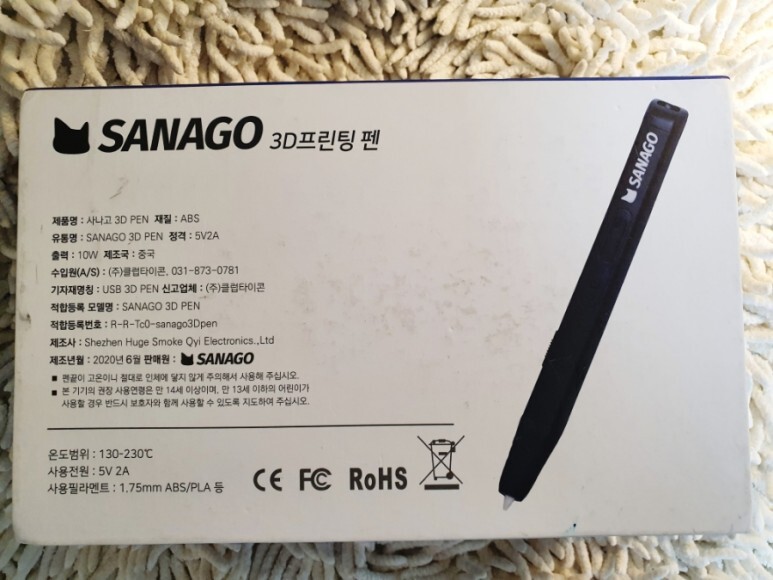 SANAGO 3D프린팅 펜
SANAGO
제품명 : 사나고 3D PEN 재질 : ABS
유통명 : SANAGO 3D PEN 정격 : 5V2A
출력 : 10W 제조국 : 중국
수입원(A/S) : (주)클럽타이콘, 031-873-0781
기자재명칭 : USB 3D PEN 신고업체 : (주)클럽타이콘
적합등록 모델명 : SANAGO 3D PEN
적합등록번호 : R-R-Tc0-sanago3Dpen
제조사 : Shezhen Huge Smoke Qyi Electronics.,Ltd
제조년월 : 2020년 6월 판매원 : SANAGO
■ 펜끝이 고온이니 절대로 인체에 닿지 않게 주의해서 사용해 주십시오.
■ 본 기기의 권장 사용연령은 만 14세 이상이며, 만 13세 이하의 어린이가
사용할 경우 반드시 보호자와 함께 사용할 수 있도록 지도하여 주십시오.
온도범위 : 130-230℃
사용전원 : 5V 2A
사용필라멘트 : 1.75mm ABS/PLA 등
CE FC RoHS